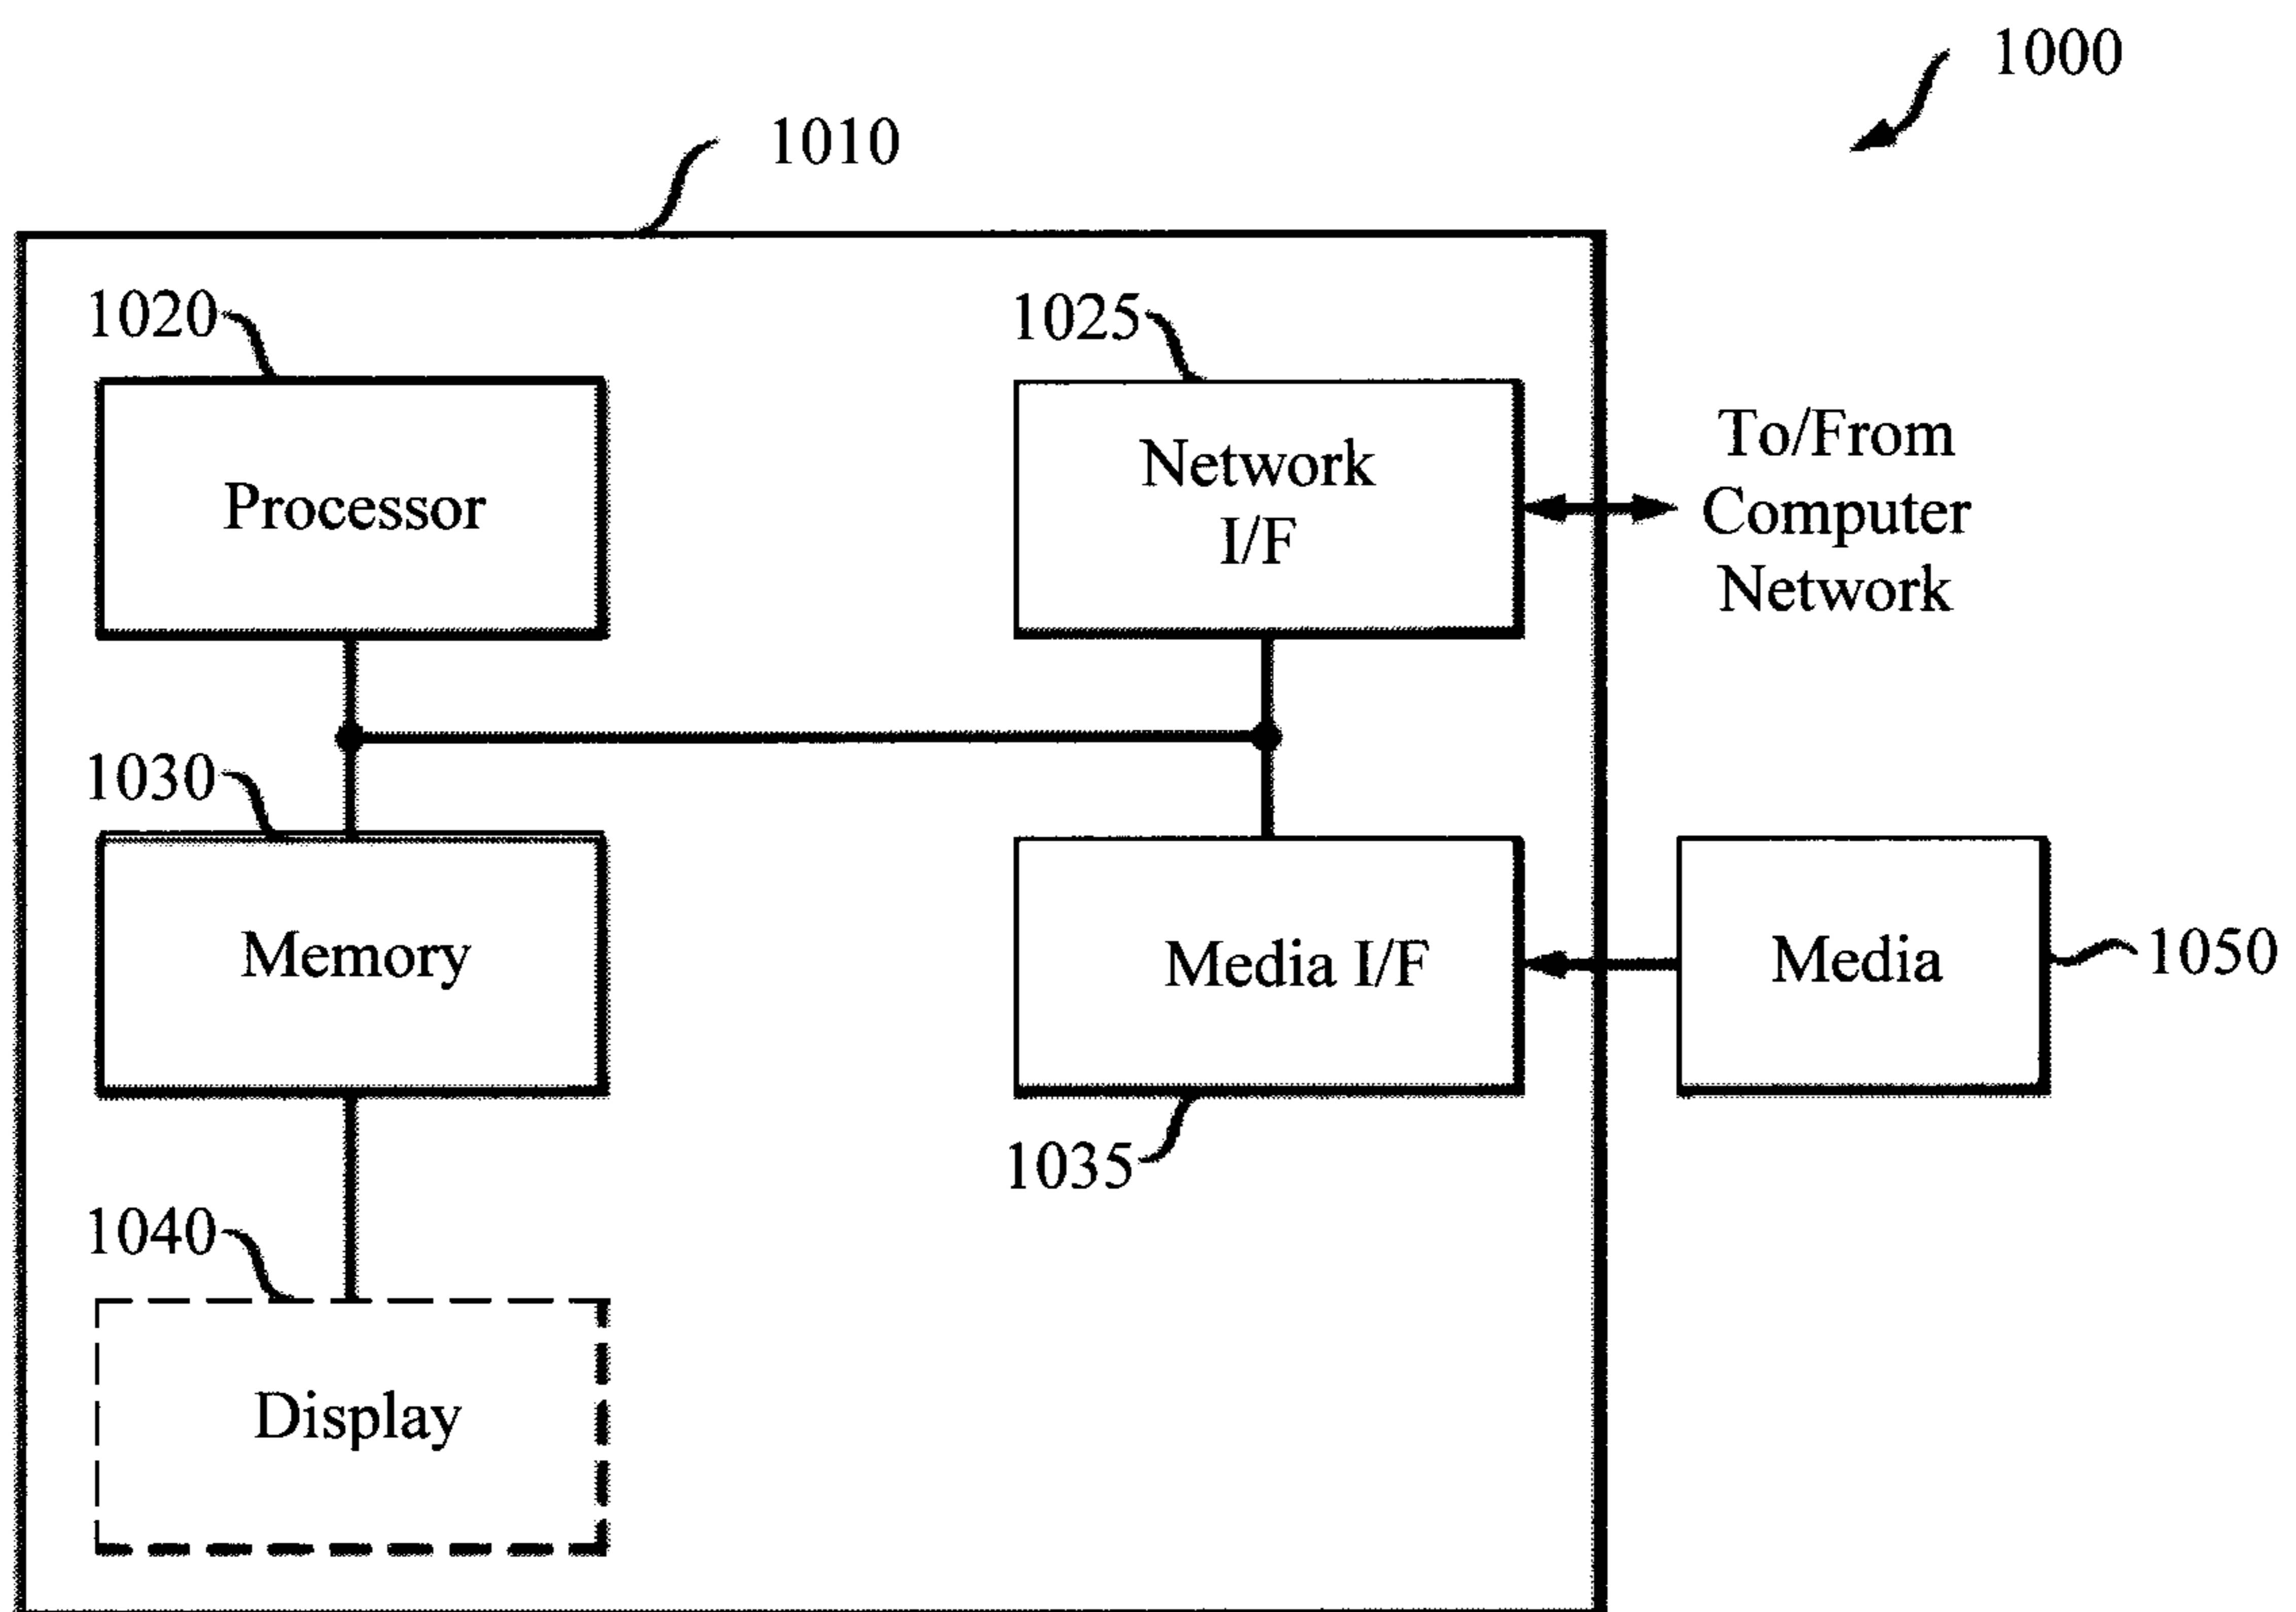 1000
1010
1020
1025
Processor
Network
I/F
To/From
Computer
Network
1030
Memory
Media I/F
Media
1050
1035
1040
Display